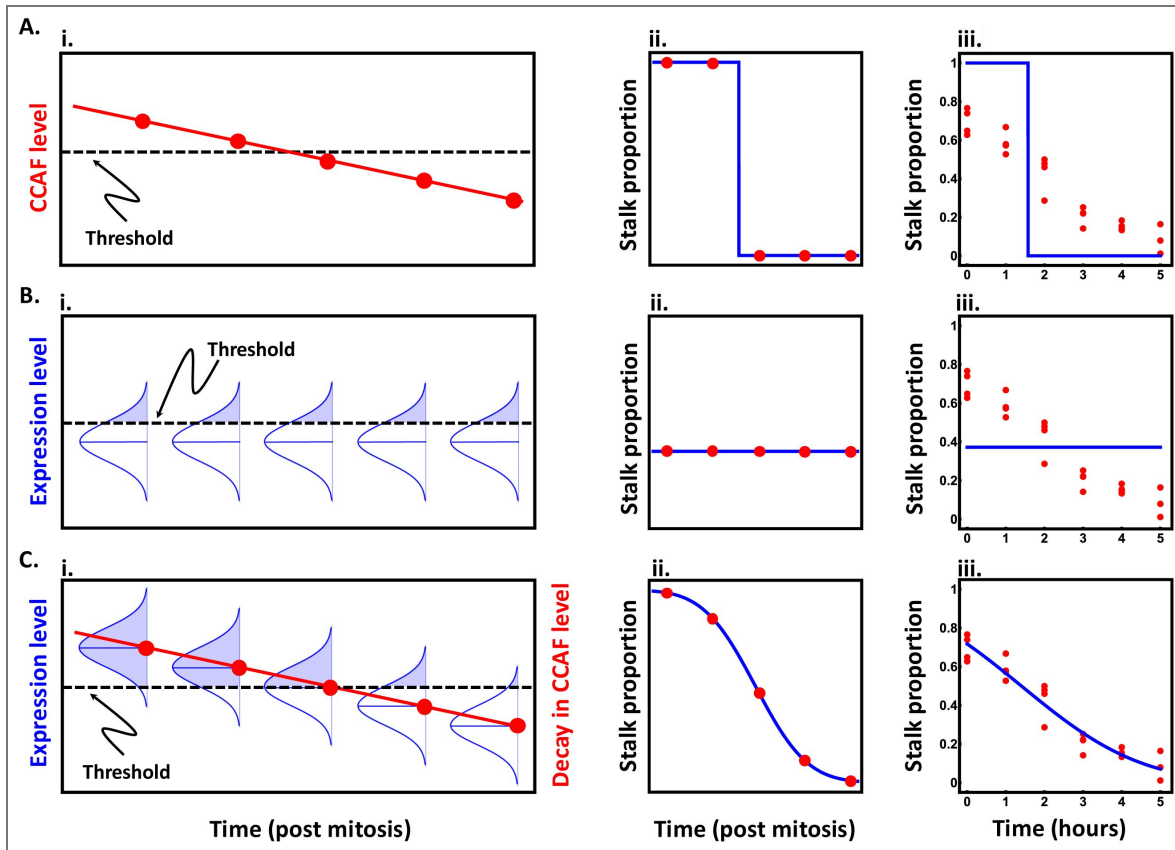 A.
i.
ii.
iii.
CCAF level
Threshold
Stalk proportion
Stalk proportion
1
0.8
0.6
0.4
0.2
0
0 1 2 3 4 5
B.
i.
ii.
iii.
Expression level
Threshold
Stalk proportion
Stalk proportion
1
0.8
0.6
0.4
0.2
0
0 1 2 3 4 5
C.
i.
ii.
iii.
Expression level
Threshold
Decay in CCAF level
Stalk proportion
Stalk proportion
1
0.8
0.6
0.4
0.2
0
0 1 2 3 4 5
Time (post mitosis)
Time (post mitosis)
Time (hours)